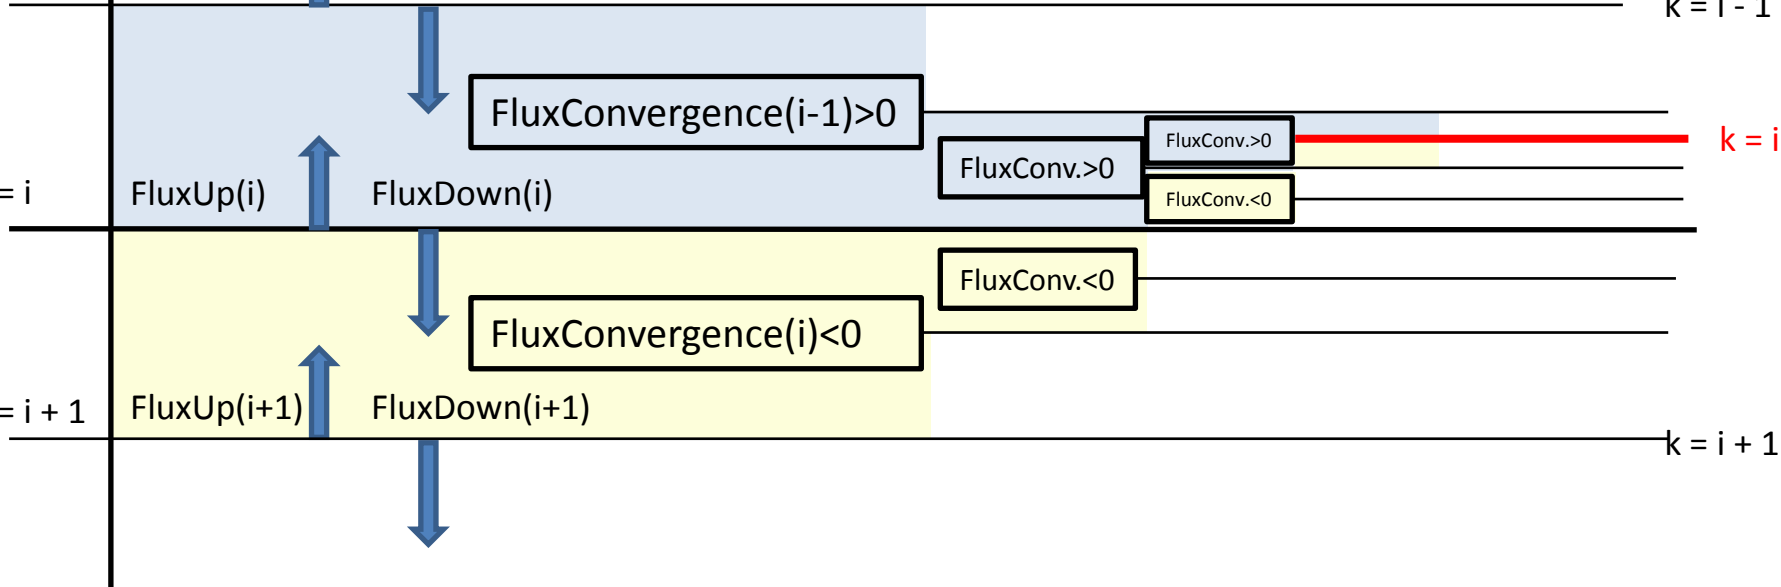 k = i - 1
FluxConvergence(i-1)>0
FluxConv.>0
k = i
FluxConv.>0
= i
FluxUp(i)
FluxDown(i)
FluxConv.<0
FluxConv.<0
FluxConvergence(i)<0
= i + 1
FluxUp(i+1)
FluxDown(i+1)
k = i + 1